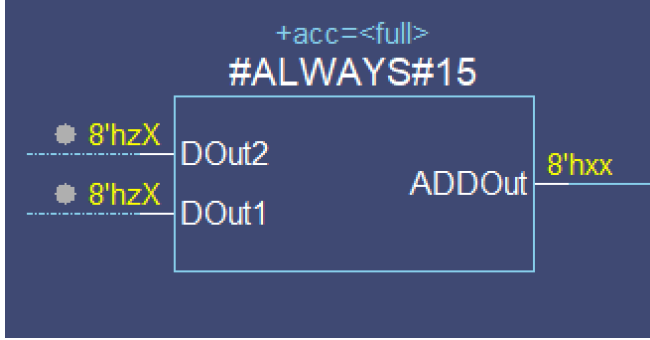 +acc=<full>
#ALWAYS#15
8'hzX
DOut2
8'hxx
ADDOut
8'hzX
DOut1